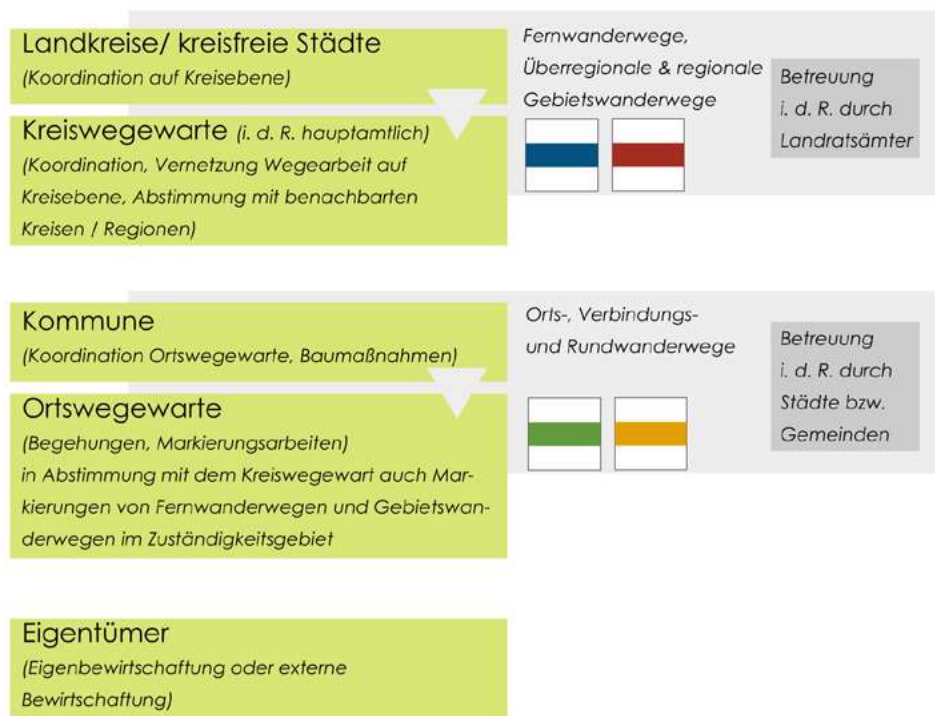 Landkreise/ kreisfreie Städte
(Koordination auf Kreisebene)
Kreiswegewarte (i. d. R. hauptamtlich)
(Koordination, Vernetzung Wegearbeit auf
Kreisebene, Abstimmung mit benachbarten
Kreisen / Regionen)
Fernwanderwege,
Überregionale & regionale
Gebietswanderwege
Betreuung
i. d. R. durch
Landratsämter
Kommune
(Koordination Ortswegewarte, Baumaßnahmen)
Ortswegewarte
(Begehungen, Markierungsarbeiten)
in Abstimmung mit dem Kreiswegewart auch Mar-
kierungen von Fernwanderwegen und Gebietswan-
derwegen im Zuständigkeitsgebiet
Orts-, Verbindungs-
und Rundwanderwege
Betreuung
i. d. R. durch
Städte bzw.
Gemeinden
Eigentümer
(Eigenbewirtschaftung oder externe
Bewirtschaftung)